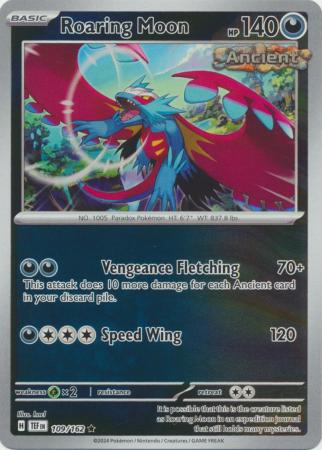 BASIC
Roaring Moon
HP 140
Ancient
NO. 1005 Paradox Pokémon HT: 6'7" WT: 837.8 lbs.
Vengeance Fletching 70+
This attack does 10 more damage for each Ancient card
in your discard pile.
Speed Wing 120
weakness ×2 resistance retreat
Illus.
H TEF EN 109/162
It is possible that this is the creature
recorded in an expedition journal as Roaring Moon
that still holds many mysteries.
©2024 Pokémon / Nintendo / Creatures / GAME FREAK